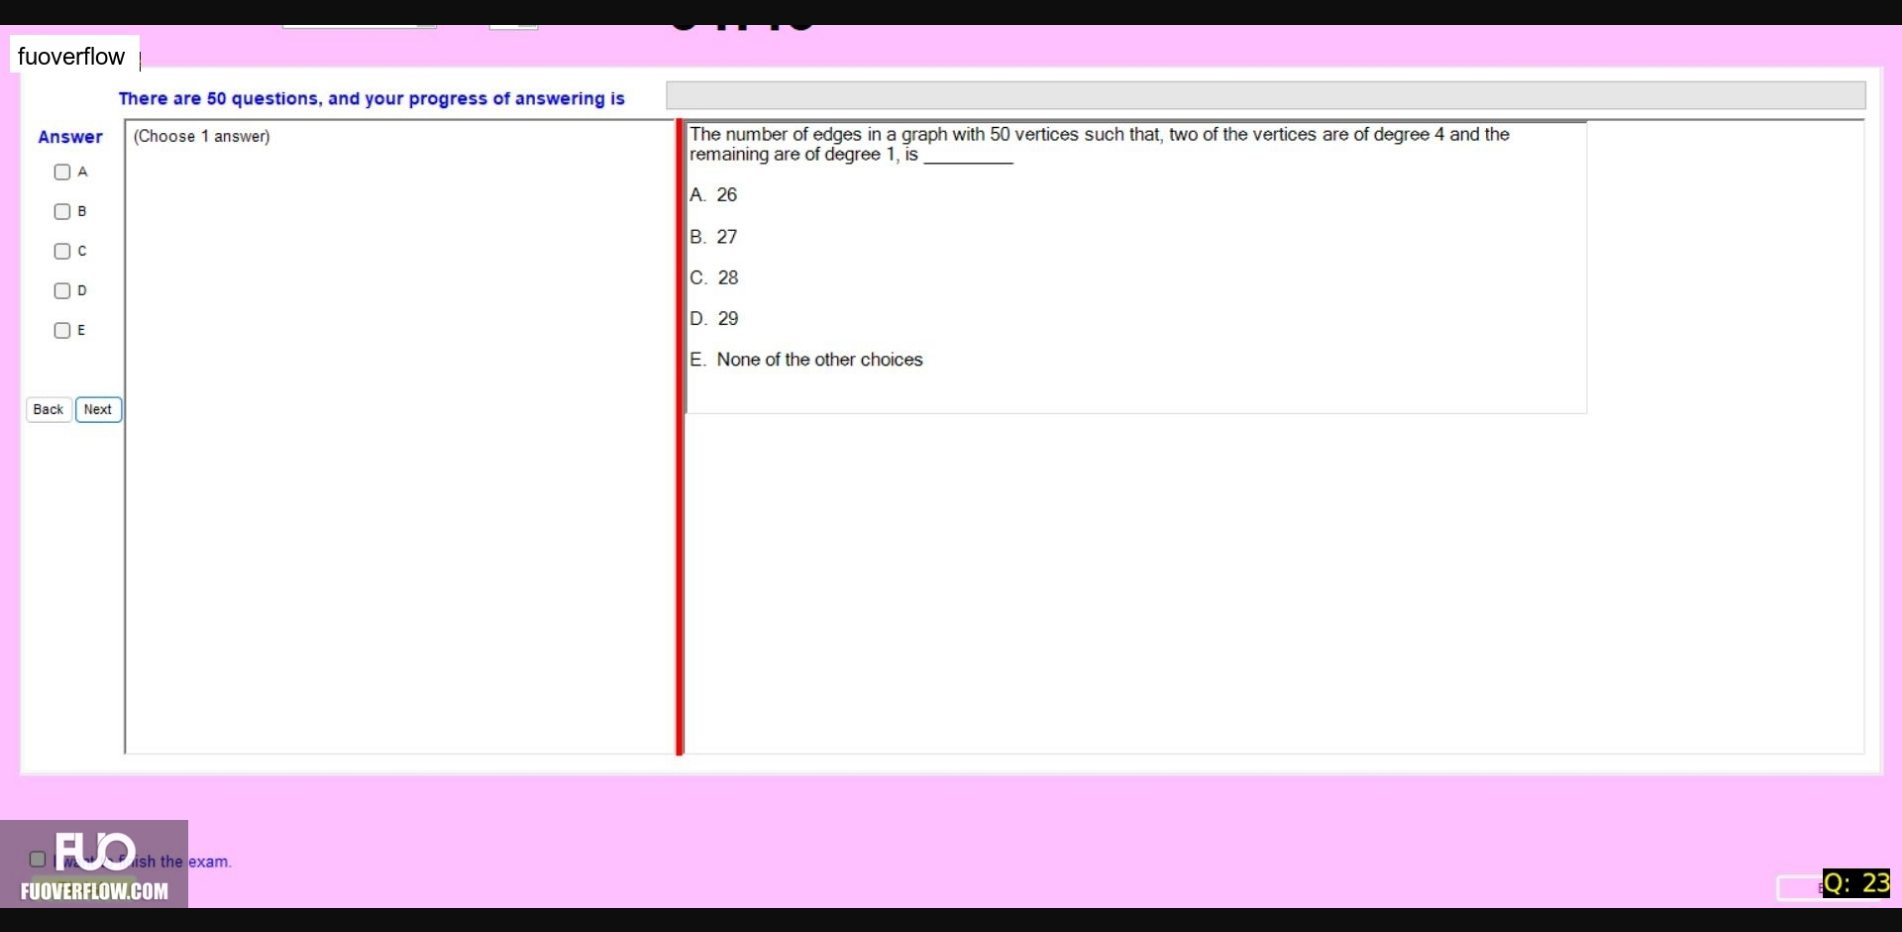 fuoverflow
There are 50 questions, and your progress of answering is
Answer
(Choose 1 answer)
A
B
C
D
E
Back Next
The number of edges in a graph with 50 vertices such that, two of the vertices are of degree 4 and the
remaining are of degree 1, is _________
A. 26
B. 27
C. 28
D. 29
E. None of the other choices
FUO
I want finish the exam.
FUOVERFLOW.COM
Q: 23